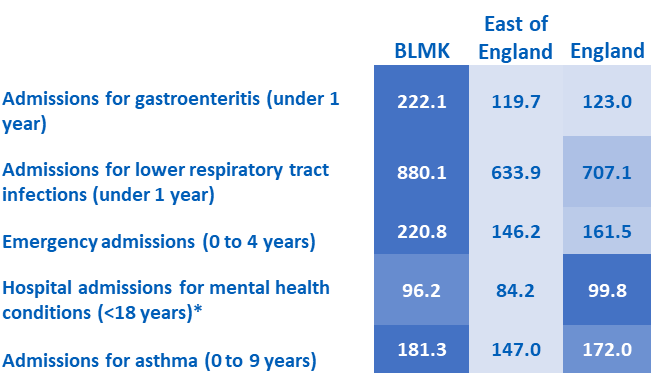 BLMK East of England England
Admissions for gastroenteritis (under 1 year) 222.1 119.7 123.0
Admissions for lower respiratory tract infections (under 1 year) 880.1 633.9 707.1
Emergency admissions (0 to 4 years) 220.8 146.2 161.5
Hospital admissions for mental health conditions (<18 years)* 96.2 84.2 99.8
Admissions for asthma (0 to 9 years) 181.3 147.0 172.0